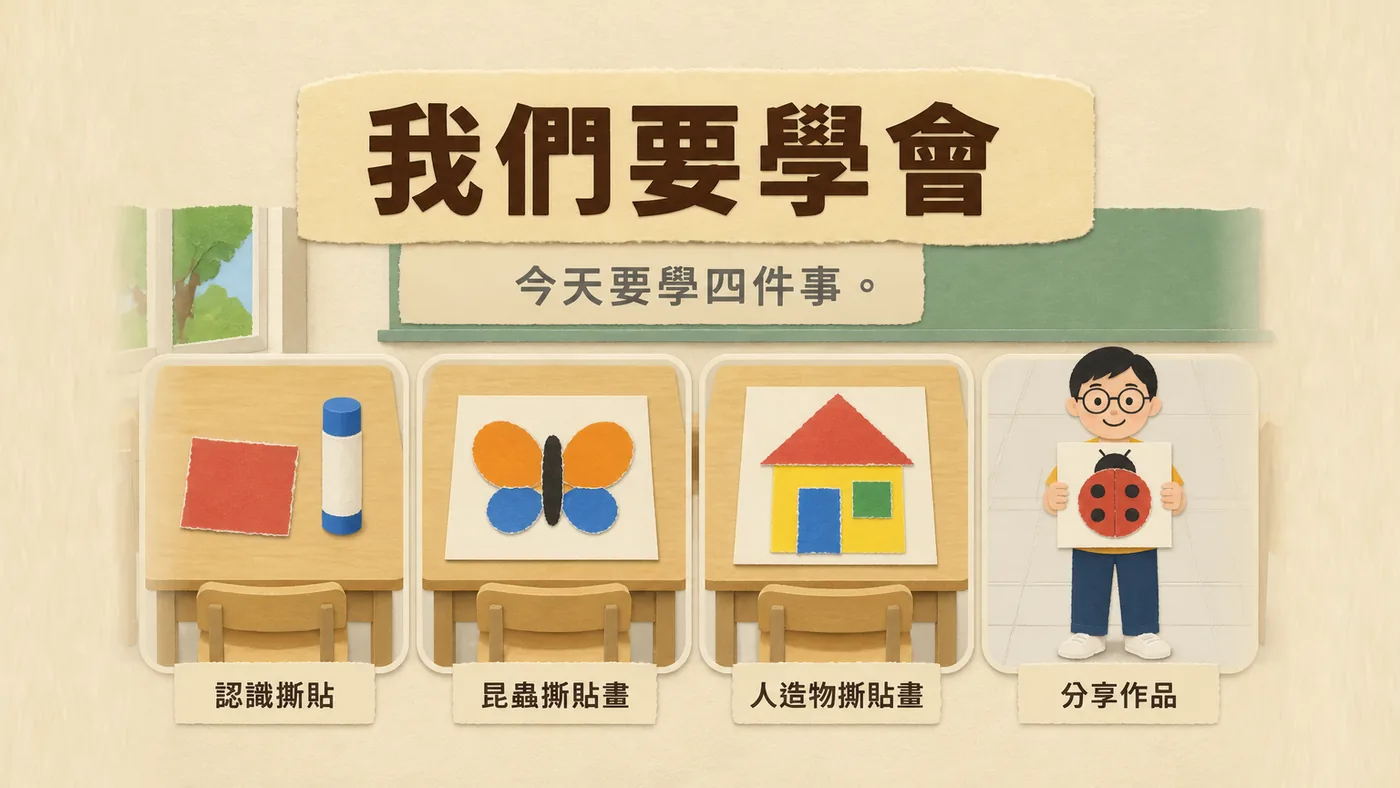 我們要學會
今天要學四件事。
認識撕貼
昆蟲撕貼畫
人造物撕貼畫
分享作品